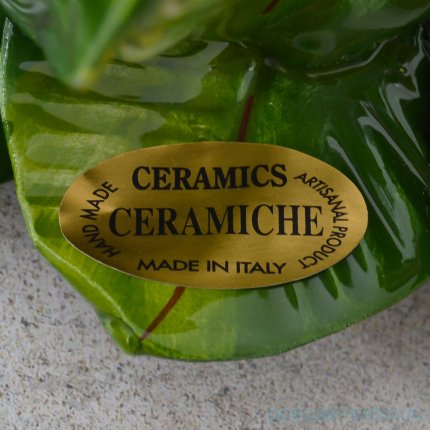 CERAMICS
HAND MADE
CERAMICHE
ARTISANAL PRODUCT
MADE IN ITALY